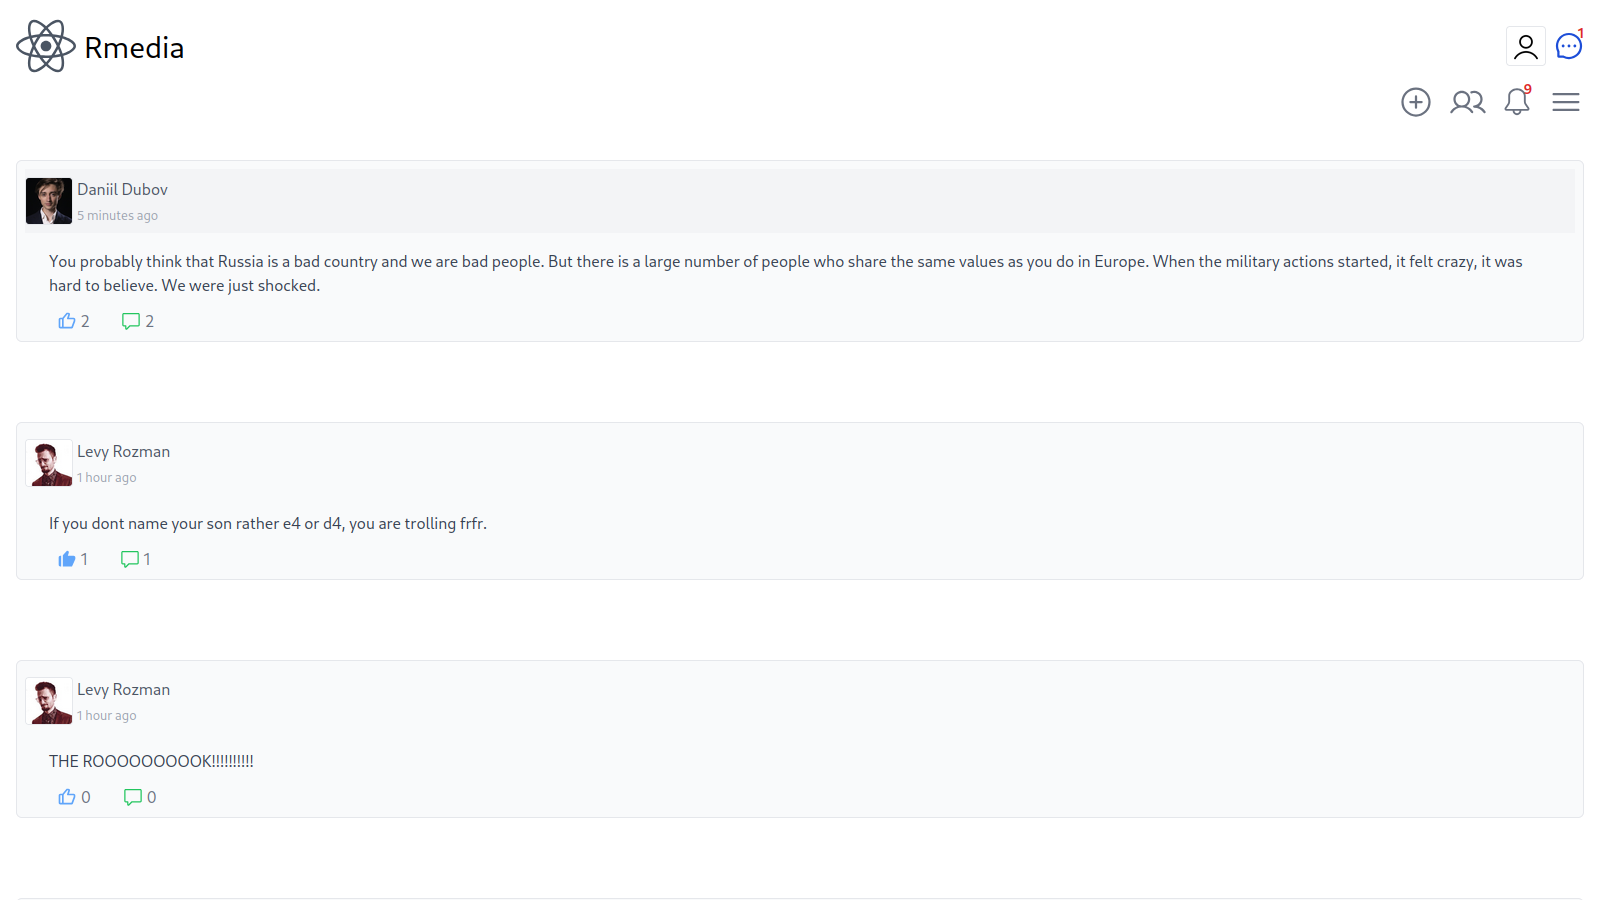 Rmedia
1
9
Daniil Dubov
5 minutes ago
You probably think that Russia is a bad country and we are bad people. But there is a large number of people who share the same values as you do in Europe. When the military actions started, it felt crazy, it was
hard to believe. We were just shocked.
2 2
Levy Rozman
1 hour ago
If you dont name your son rather e4 or d4, you are trolling frfr.
1 1
Levy Rozman
1 hour ago
THE ROOOOOOOOOK!!!!!!!!!!
0 0